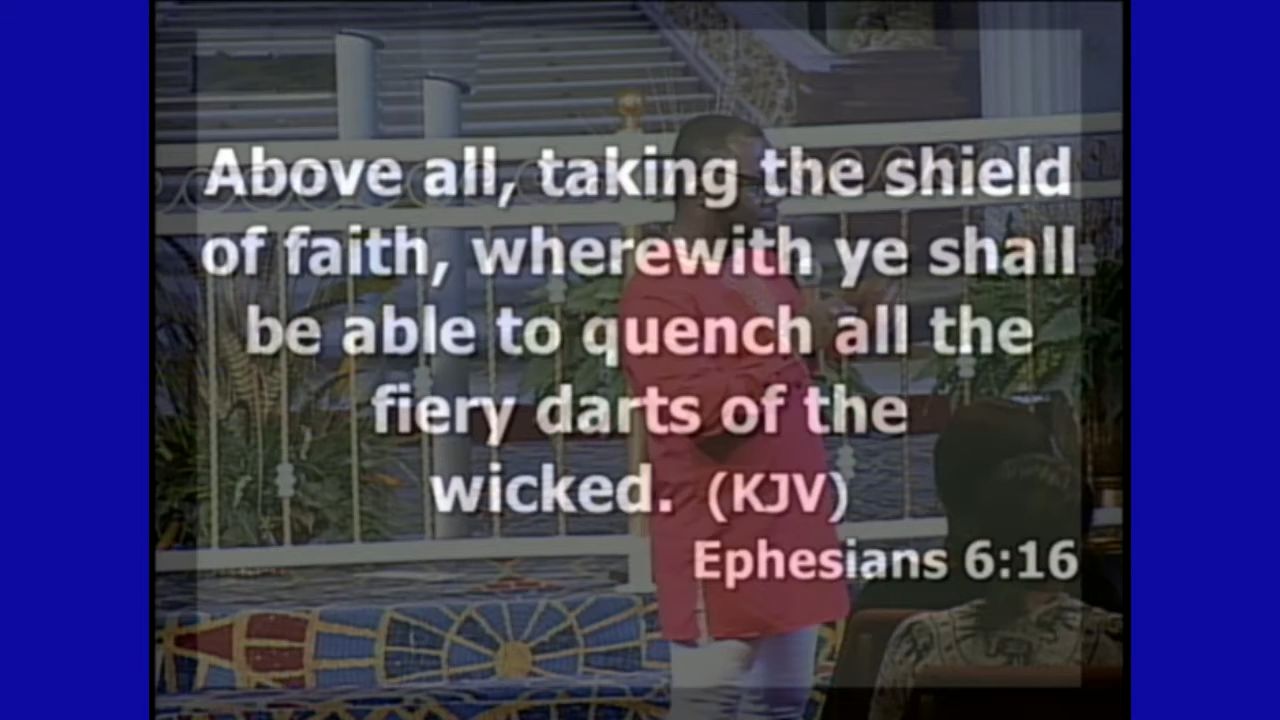 Above all, taking the shield
of faith, wherewith ye shall
be able to quench all the
fiery darts of the
wicked. (KJV)
Ephesians 6:16